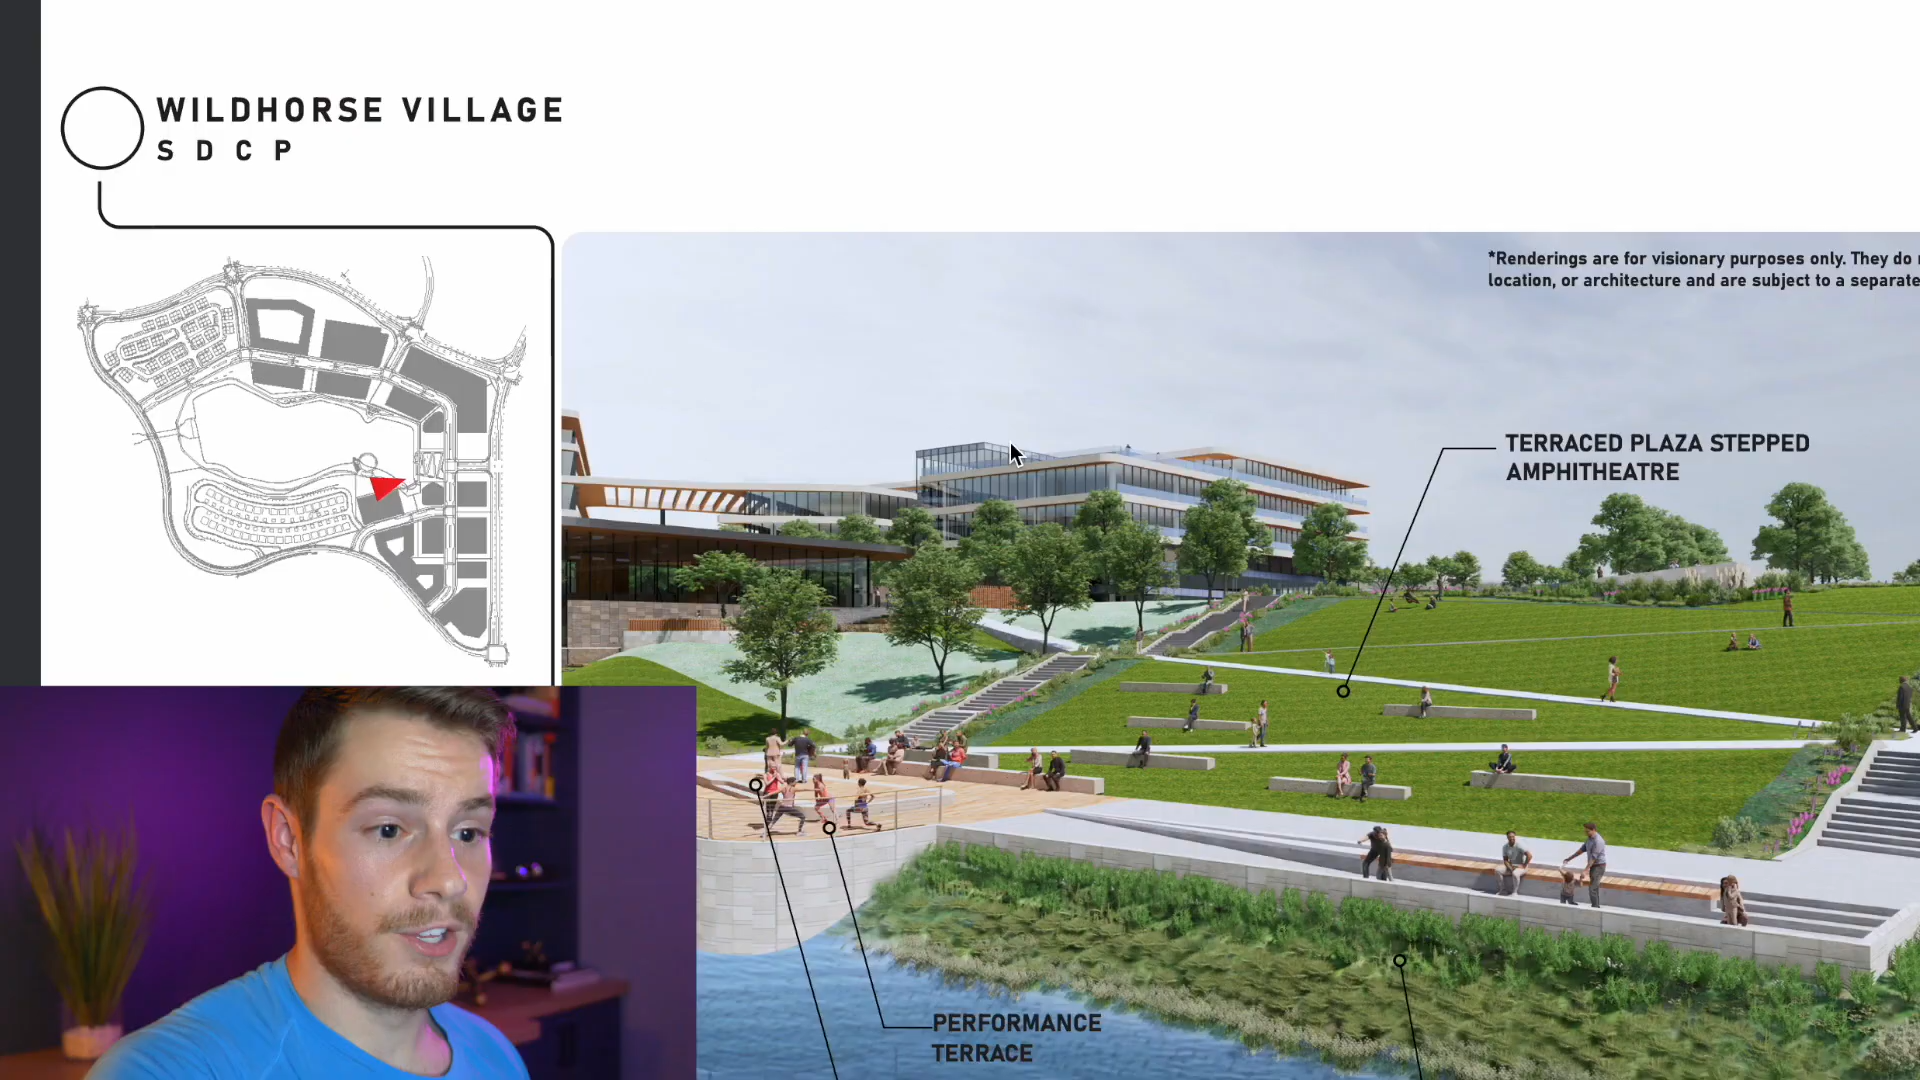 WILDHORSE VILLAGE
SDCP
*Renderings are for visionary purposes only. They do
location, or architecture and are subject to a separate
TERRACED PLAZA STEPPED
AMPHITHEATRE
PERFORMANCE
TERRACE